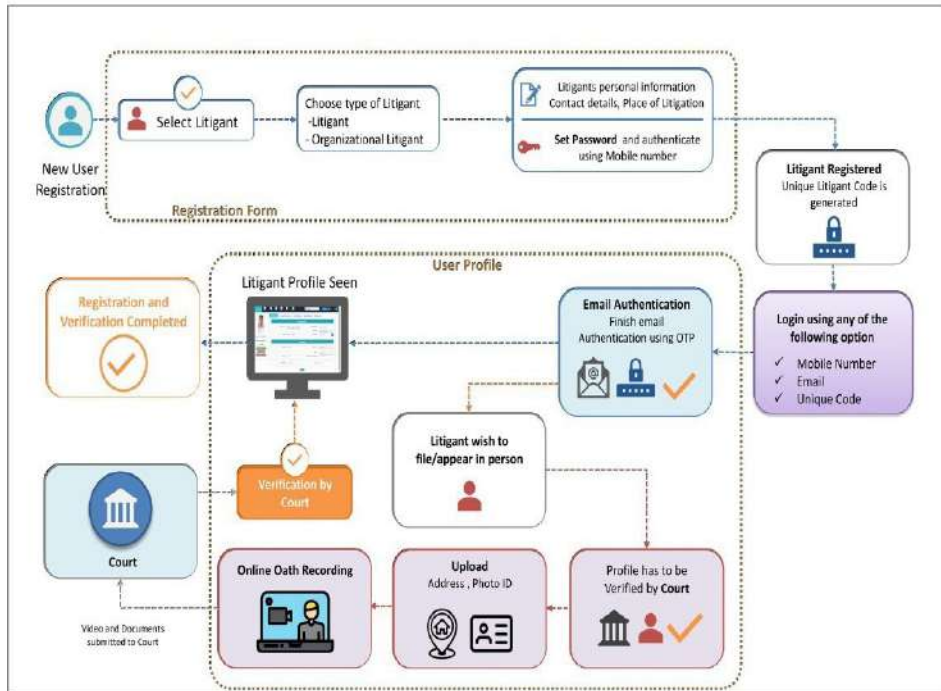 New User
Registration
Select Litigant
Choose type of Litigant
-Litigant
- Organizational Litigant
Litigants personal information
Contact details, Place of Litigation
Set Password and authenticate
using Mobile number
Registration Form
Litigant Registered
Unique Litigant Code is
generated
Login using any of the
following option
✓ Mobile Number
✓ Email
✓ Unique Code
User Profile
Email Authentication
Finish email
Authentication using OTP
Litigant Profile Seen
Registration and
Verification Completed
Litigant wish to
file/appear in person
Profile has to be
Verified by Court
Upload
Address , Photo ID
Online Oath Recording
Video and Documents
submitted to Court
Court
Verification by
Court